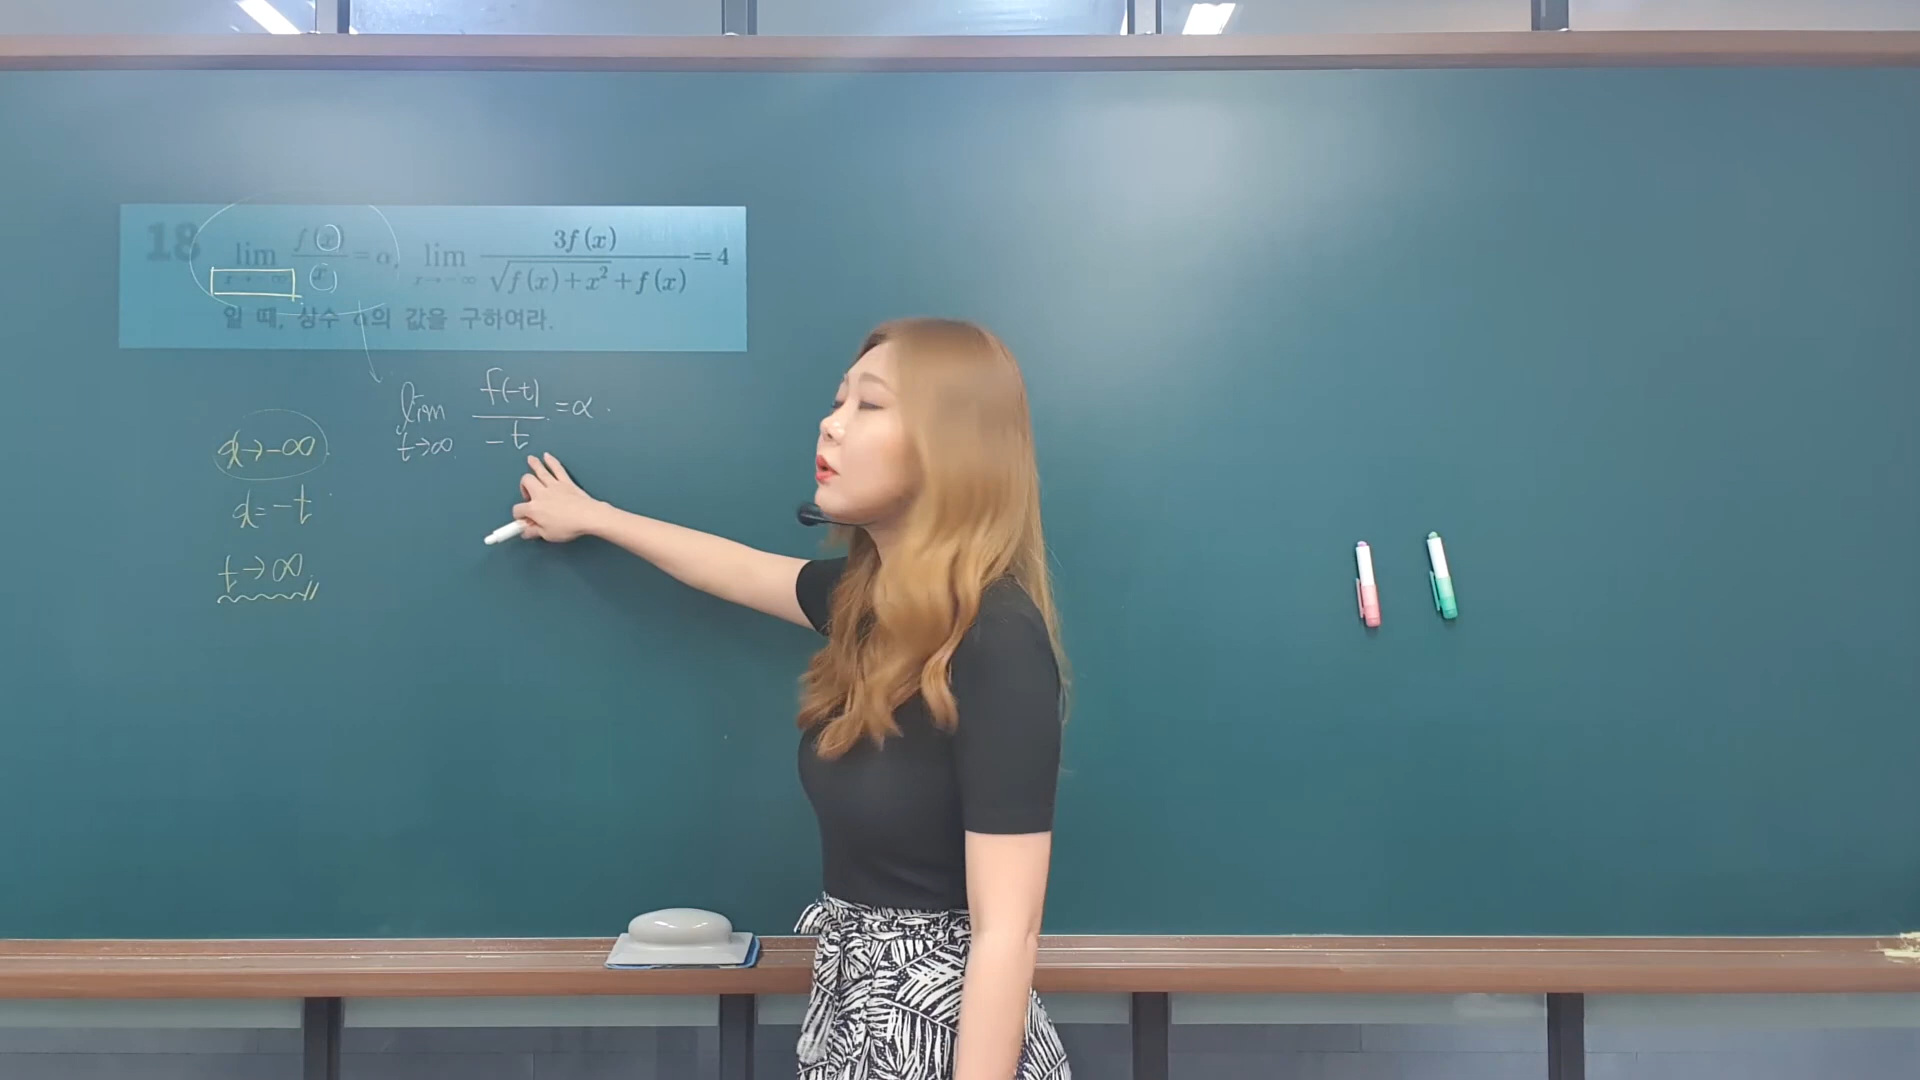 18 lim x→-∞ f(x)/x = α, lim x→-∞ 3f(x)/(√(f(x)+x²)+f(x)) = 4
일 때, 상수 α의 값을 구하여라.
lim t→∞ f(-t)/-t = α
x→-∞
x=-t
t→∞